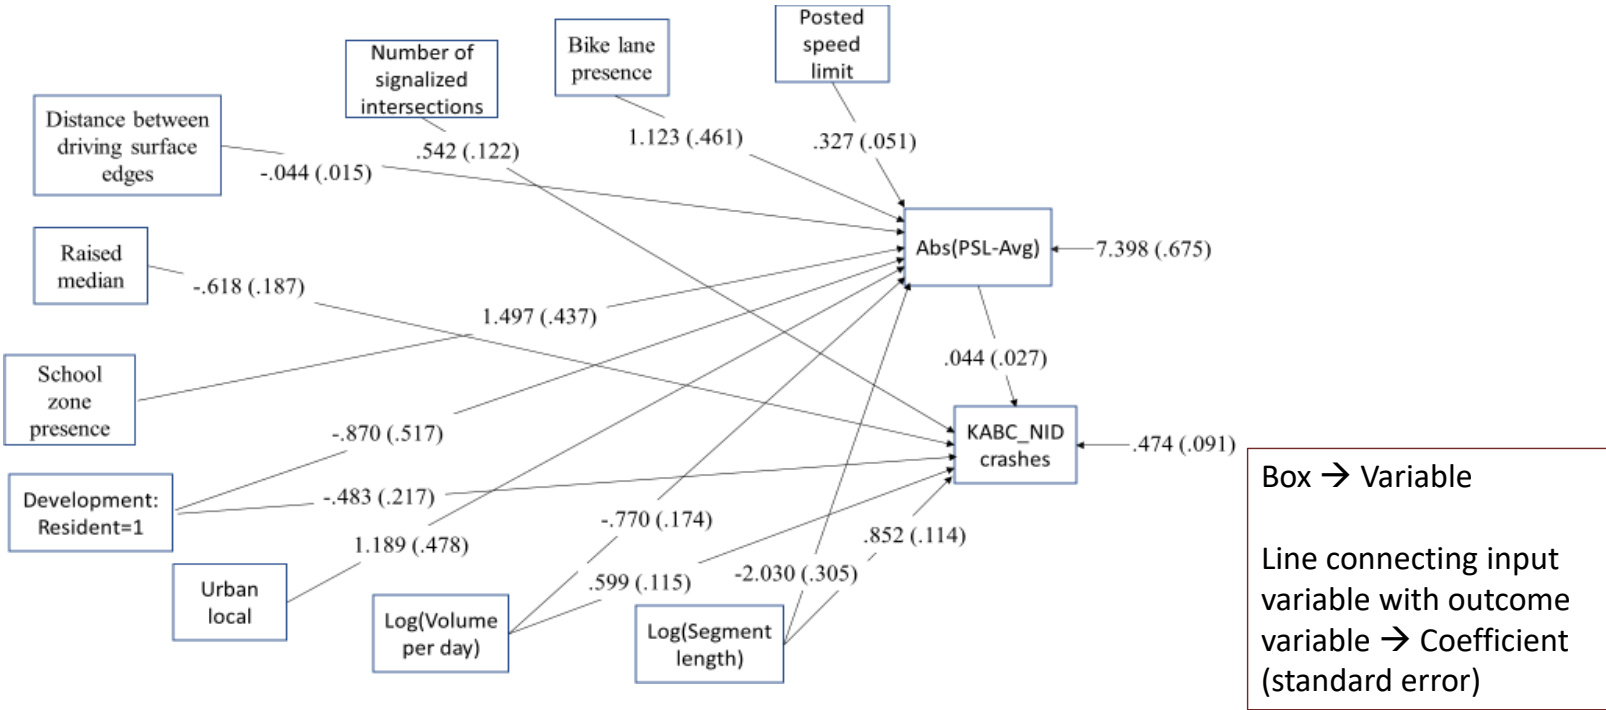 Posted
speed
limit
Bike lane
presence
Number of
signalized
intersections
Distance between
driving surface
edges
1.123 (.461)
.327 (.051)
.542 (.122)
-.044 (.015)
Raised
median
Abs(PSL-Avg)
7.398 (.675)
-.618 (.187)
1.497 (.437)
.044 (.027)
School
zone
presence
-.870 (.517)
KABC_NID
crashes
.474 (.091)
Development:
Resident=1
-.483 (.217)
-.770 (.174)
.852 (.114)
1.189 (.478)
.599 (.115)
-2.030 (.305)
Urban
local
Log(Volume
per day)
Log(Segment
length)
Box → Variable
Line connecting input
variable with outcome
variable → Coefficient
(standard error)